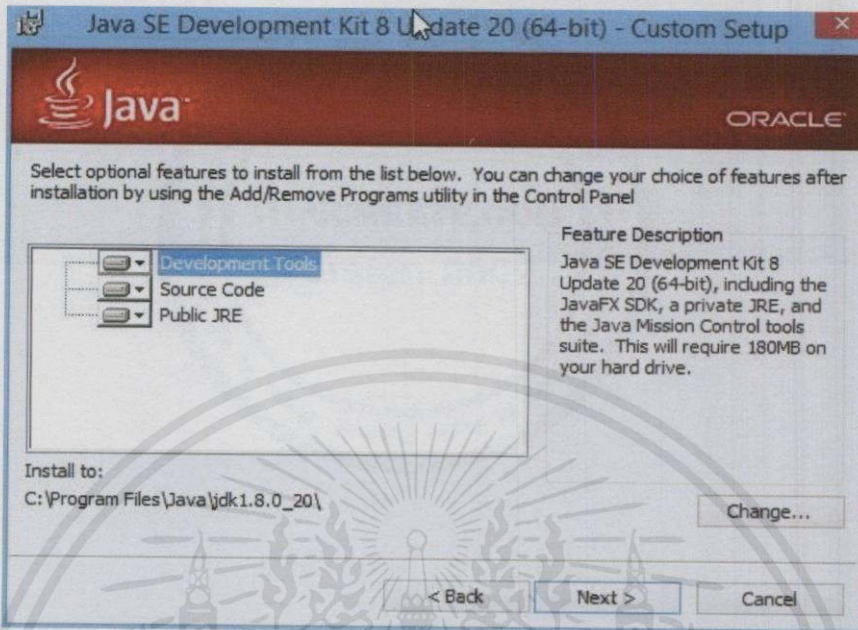 Java SE Development Kit 8 Update 20 (64-bit) - Custom Setup
Java
ORACLE
Select optional features to install from the list below. You can change your choice of features after
installation by using the Add/Remove Programs utility in the Control Panel
Development Tools
Source Code
Public JRE
Feature Description
Java SE Development Kit 8
Update 20 (64-bit), including the
JavaFX SDK, a private JRE, and
the Java Mission Control tools
suite. This will require 180MB on
your hard drive.
Install to:
C:\Program Files\Java\jdk1.8.0_20\
Change...
< Back
Next >
Cancel